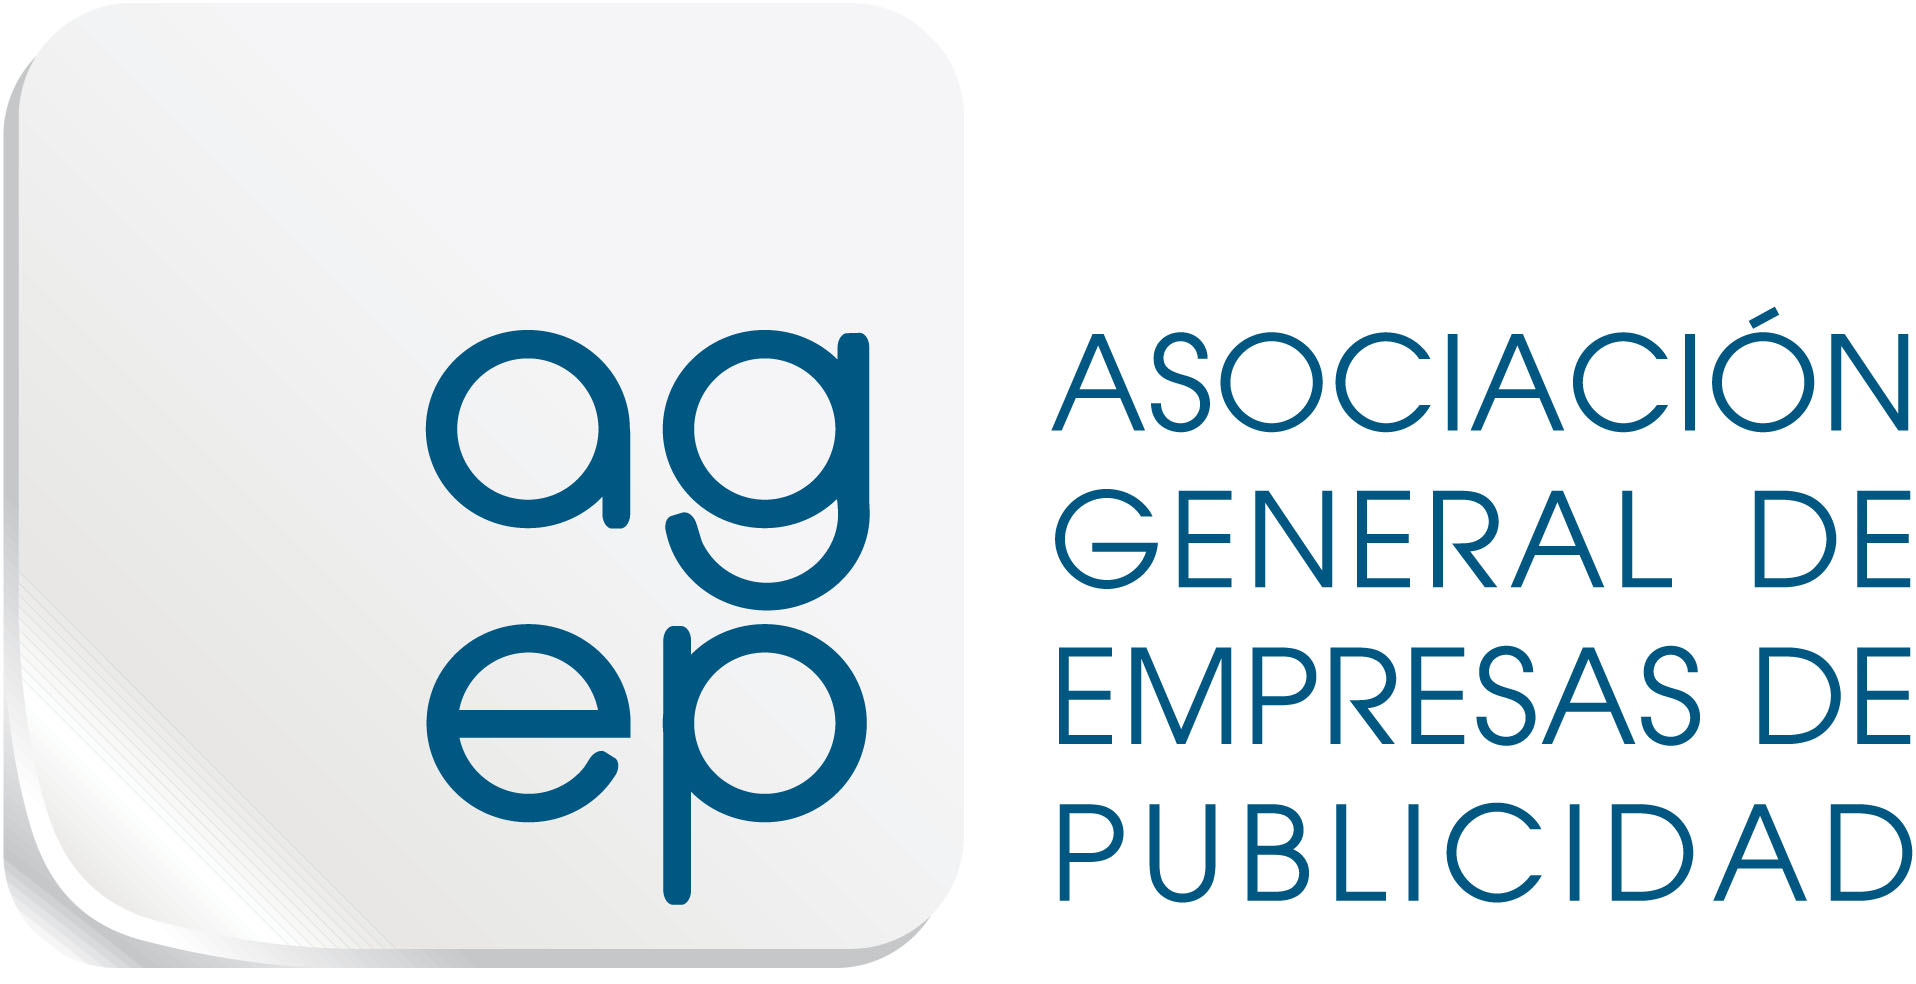 ag
ep
ASOCIACIÓN
GENERAL DE
EMPRESAS DE
PUBLICIDAD